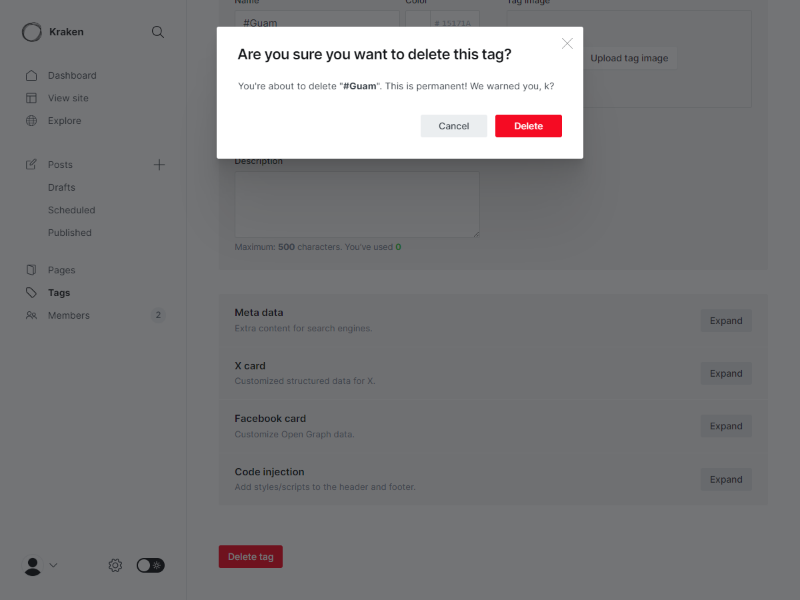 Kraken
Dashboard
View site
Explore
Posts
Drafts
Scheduled
Published
Pages
Tags
Members 2
Name Color Tag image
#Guam # 15171A
Upload tag image
Are you sure you want to delete this tag?
You're about to delete "#Guam". This is permanent! We warned you, k?
Cancel Delete
Description
Maximum: 500 characters. You've used 0
Meta data
Extra content for search engines.
Expand
X card
Customized structured data for X.
Expand
Facebook card
Customize Open Graph data.
Expand
Code injection
Add styles/scripts to the header and footer.
Expand
Delete tag